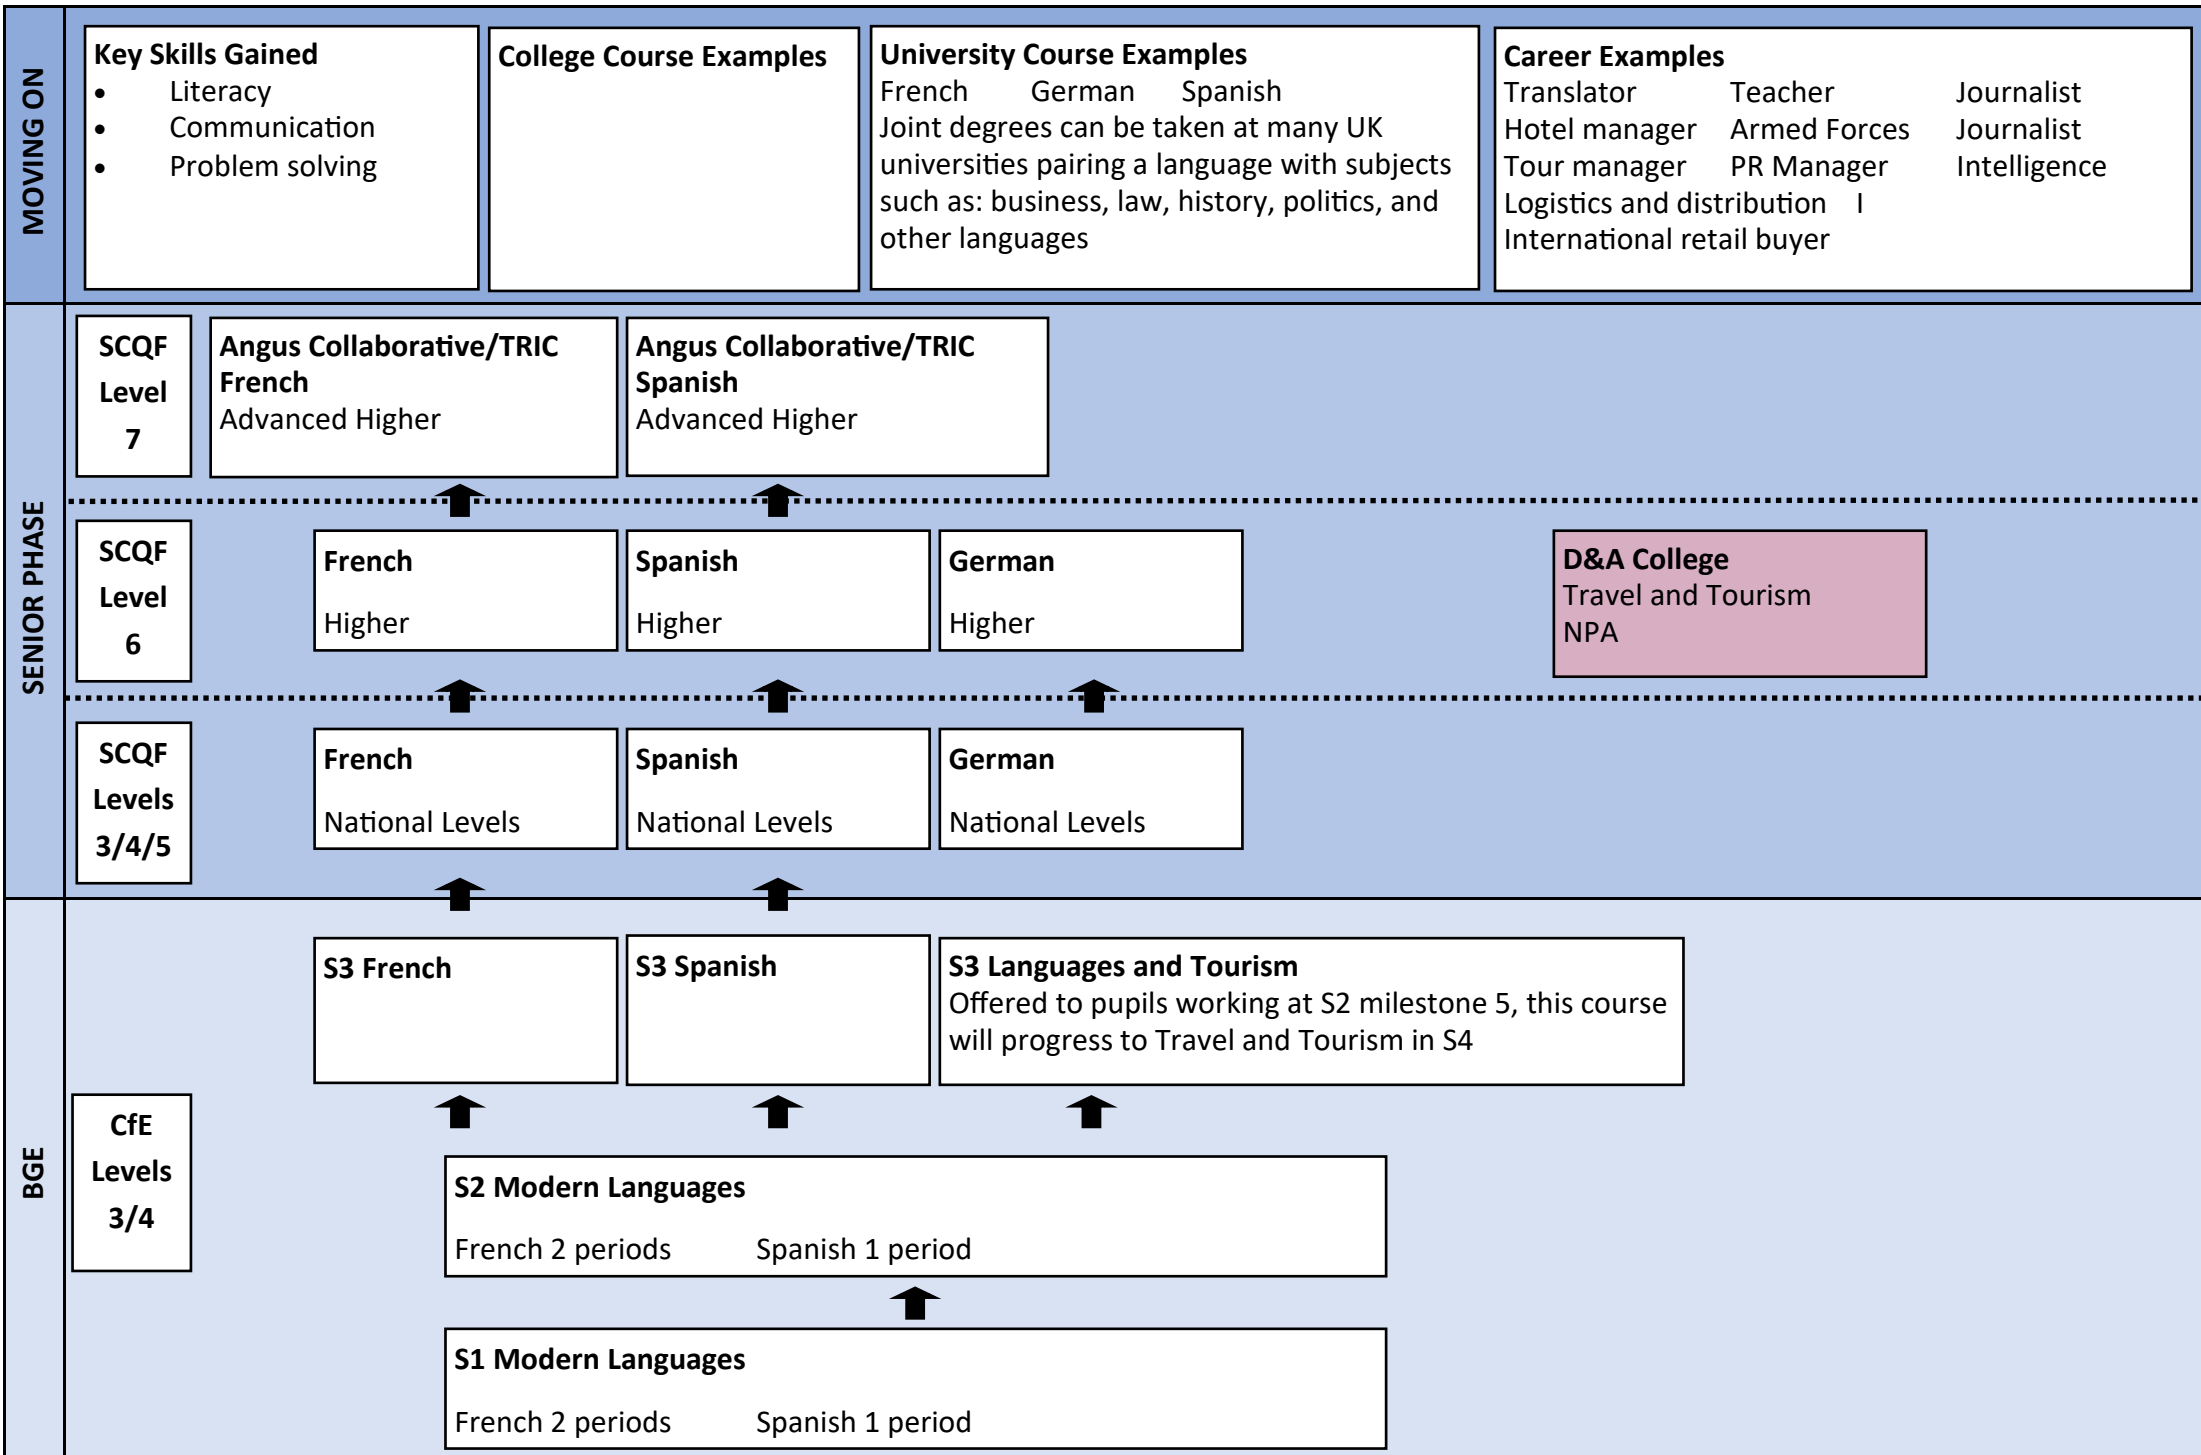 MOVING ON
Key Skills Gained
• Literacy
• Communication
• Problem solving
College Course Examples
University Course Examples
French German Spanish
Joint degrees can be taken at many UK
universities pairing a language with subjects
such as: business, law, history, politics, and
other languages
Career Examples
Translator Teacher Journalist
Hotel manager Armed Forces Journalist
Tour manager PR Manager Intelligence
Logistics and distribution I
International retail buyer
SENIOR PHASE
SCQF
Level
7
Angus Collaborative/TRIC
French
Advanced Higher
Angus Collaborative/TRIC
Spanish
Advanced Higher
SCQF
Level
6
French
Higher
Spanish
Higher
German
Higher
D&A College
Travel and Tourism
NPA
SCQF
Levels
3/4/5
French
National Levels
Spanish
National Levels
German
National Levels
BGE
CfE
Levels
3/4
S3 French
S3 Spanish
S3 Languages and Tourism
Offered to pupils working at S2 milestone 5, this course
will progress to Travel and Tourism in S4
S2 Modern Languages
French 2 periods Spanish 1 period
S1 Modern Languages
French 2 periods Spanish 1 period